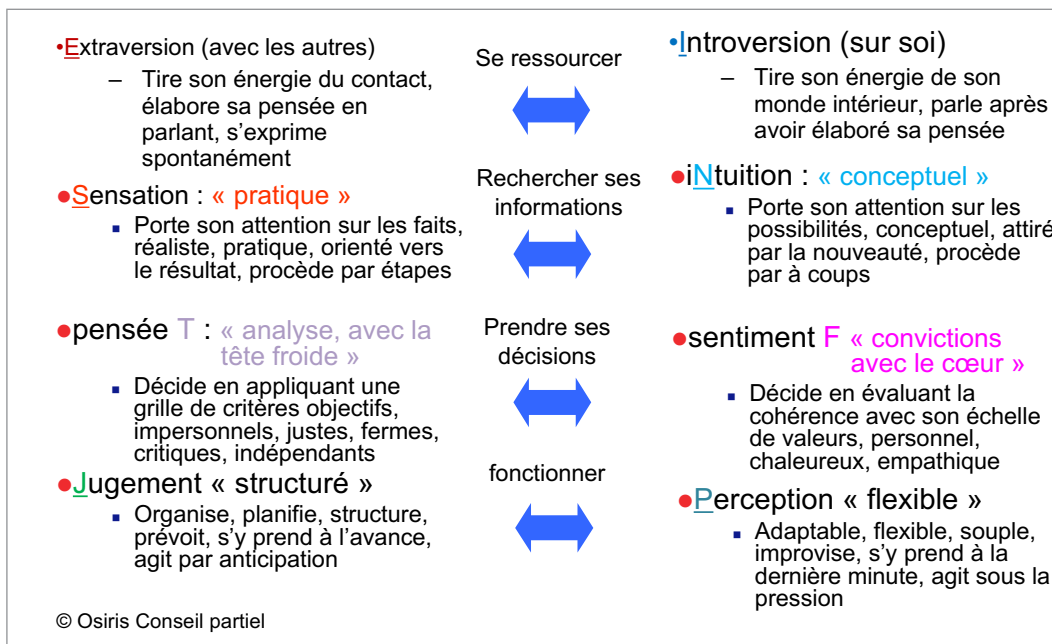 •Extraversion (avec les autres)
– Tire son énergie du contact,
élabore sa pensée en
parlant, s’exprime
spontanément
Se ressourcer
•Introversion (sur soi)
– Tire son énergie de son
monde intérieur, parle après
avoir élaboré sa pensée
●Sensation : « pratique »
▪ Porte son attention sur les faits,
réaliste, pratique, orienté vers
le résultat, procède par étapes
Rechercher ses
informations
●iNtuition : « conceptuel »
▪ Porte son attention sur les
possibilités, conceptuel, attiré
par la nouveauté, procède
par à coups
●pensée T : « analyse, avec la
tête froide »
▪ Décide en appliquant une
grille de critères objectifs,
impersonnels, justes, fermes,
critiques, indépendants
Prendre ses
décisions
●sentiment F « convictions
avec le cœur »
▪ Décide en évaluant la
cohérence avec son échelle
de valeurs, personnel,
chaleureux, empathique
●Jugement « structuré »
▪ Organise, planifie, structure,
prévoit, s’y prend à l’avance,
agit par anticipation
fonctionner
●Perception « flexible »
▪ Adaptable, flexible, souple,
improvise, s’y prend à la
dernière minute, agit sous la
pression
© Osiris Conseil partiel